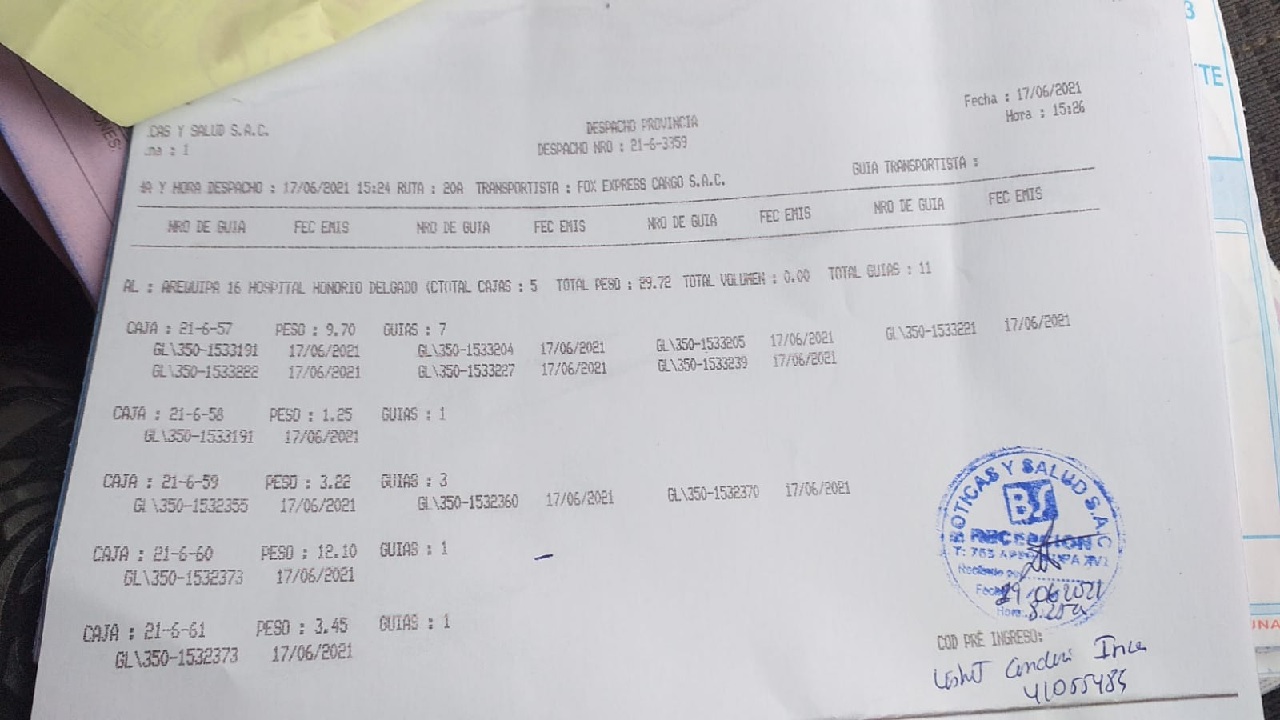 Fecha : 17/06/2021
Hora : 15:26
CAS Y SALUD S.A.C.
na : 1
DESPACHO PROVINCIA
DESPACHO NRO : 21-6-3359
GUIA TRANSPORTISTA :
HA Y HORA DESPACHO : 17/06/2021 15:24 RUTA : 20A TRANSPORTISTA : FOX EXPRESS CARGO S.A.C.
NRO DE GUIA FEC EMIS NRO DE GUIA FEC EMIS NRO DE GUIA FEC EMIS NRO DE GUIA FEC EMIS
AL : AREQUIPA 16 HOSPITAL HONORIO DELGADO (CTOTAL CAJAS : 5 TOTAL PESO : 29.72 TOTAL VOLUMEN : 0.00 TOTAL GUIAS : 11
CAJA : 21-6-57 PESO : 9.70 GUIAS : 7
GL\350-1533191 17/06/2021 GL\350-1533204 17/06/2021 GL\350-1533205 17/06/2021 GL\350-1533221 17/06/2021
GL\350-1533222 17/06/2021 GL\350-1533227 17/06/2021 GL\350-1533239 17/06/2021
CAJA : 21-6-58 PESO : 1.25 GUIAS : 1
GL\350-1533191 17/06/2021
CAJA : 21-6-59 PESO : 3.22 GUIAS : 3
GL\350-1532355 17/06/2021 GL\350-1532360 17/06/2021 GL\350-1532370 17/06/2021
CAJA : 21-6-60 PESO : 12.10 GUIAS : 1
GL\350-1532373 17/06/2021
CAJA : 21-6-61 PESO : 3.45 GUIAS : 1
GL\350-1532373 17/06/2021
BOTICAS Y SALUD S.A.C
BS
RECEPCION
T: 763
19-06-2021
Hora: 8:25a
COD PRE INGRESO:
41055485
TE